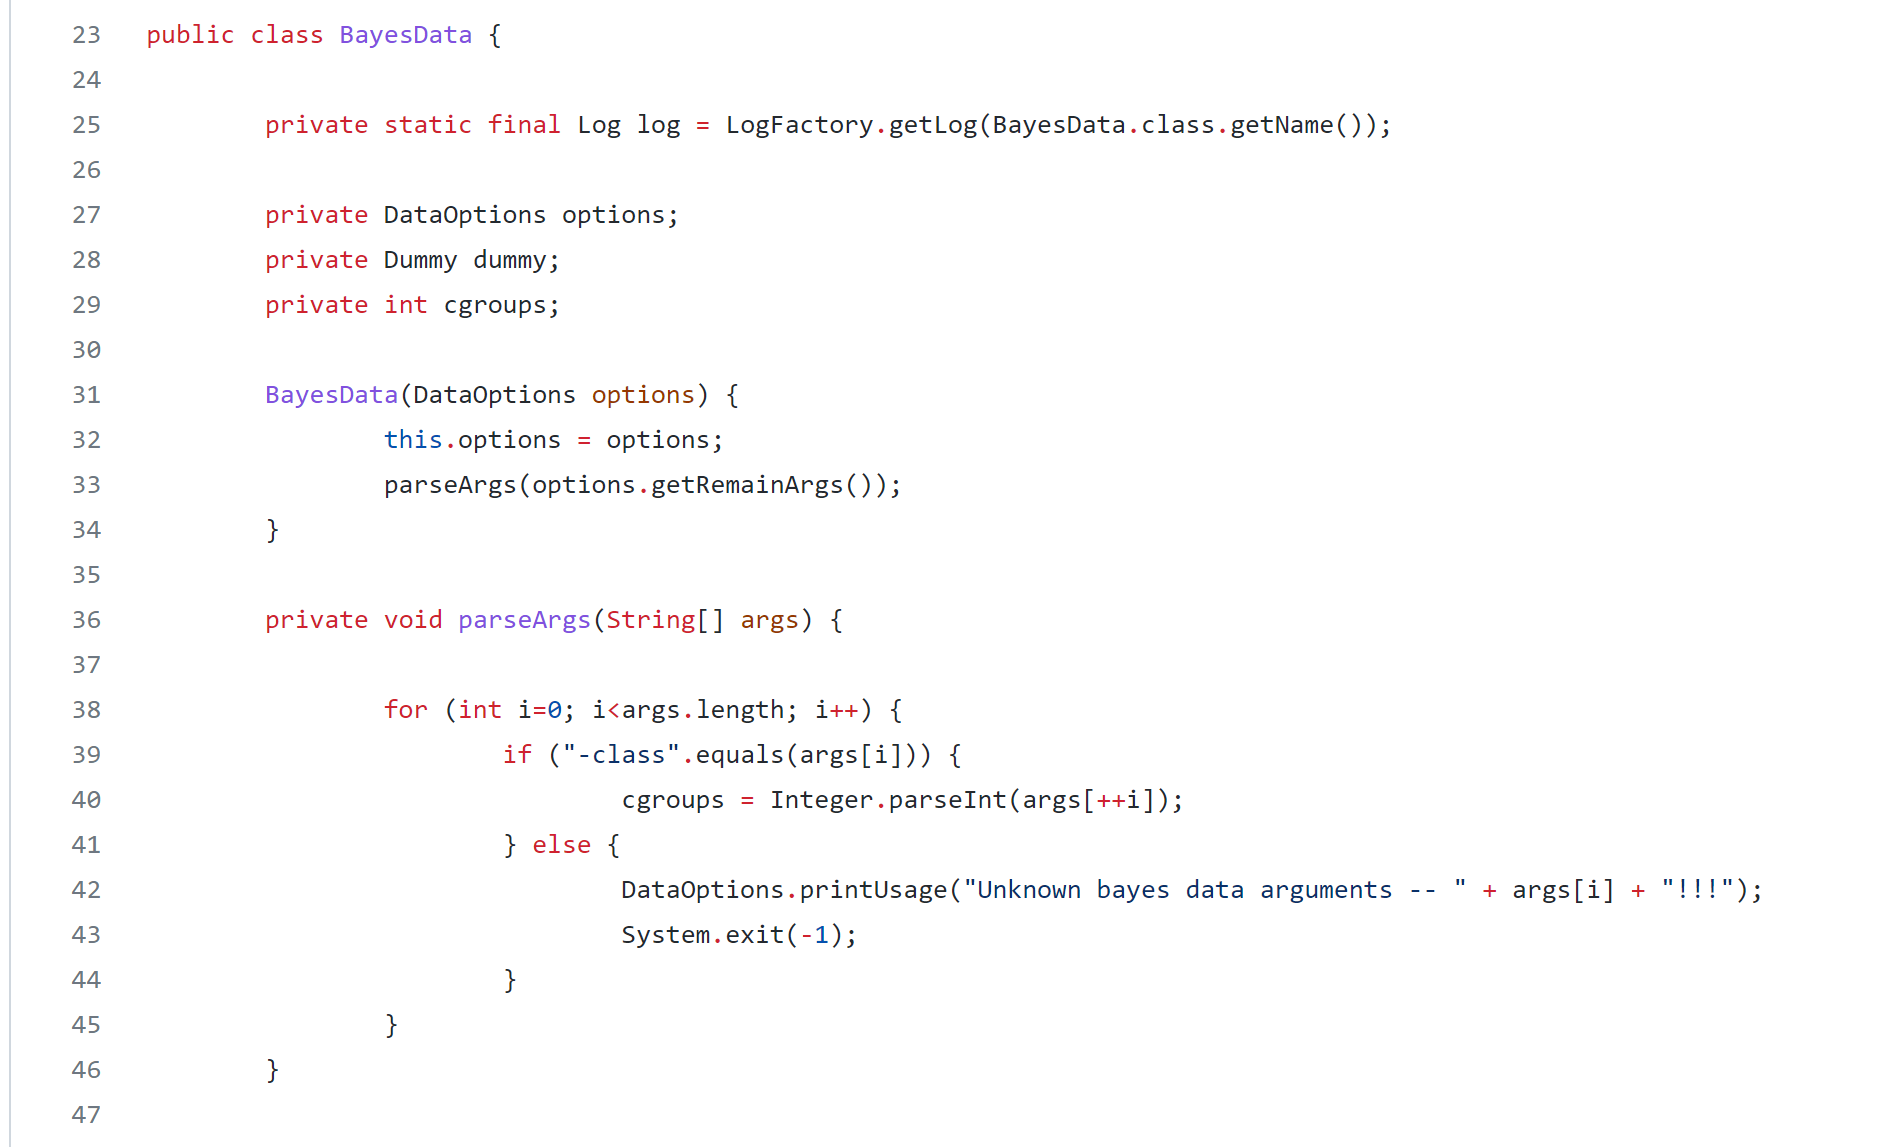 23 public class BayesData {
24
25 private static final Log log = LogFactory.getLog(BayesData.class.getName());
26
27 private DataOptions options;
28 private Dummy dummy;
29 private int cgroups;
30
31 BayesData(DataOptions options) {
32 this.options = options;
33 parseArgs(options.getRemainArgs());
34 }
35
36 private void parseArgs(String[] args) {
37
38 for (int i=0; i<args.length; i++) {
39 if ("-class".equals(args[i])) {
40 cgroups = Integer.parseInt(args[++i]);
41 } else {
42 DataOptions.printUsage("Unknown bayes data arguments -- " + args[i] + "!!!");
43 System.exit(-1);
44 }
45 }
46 }
47